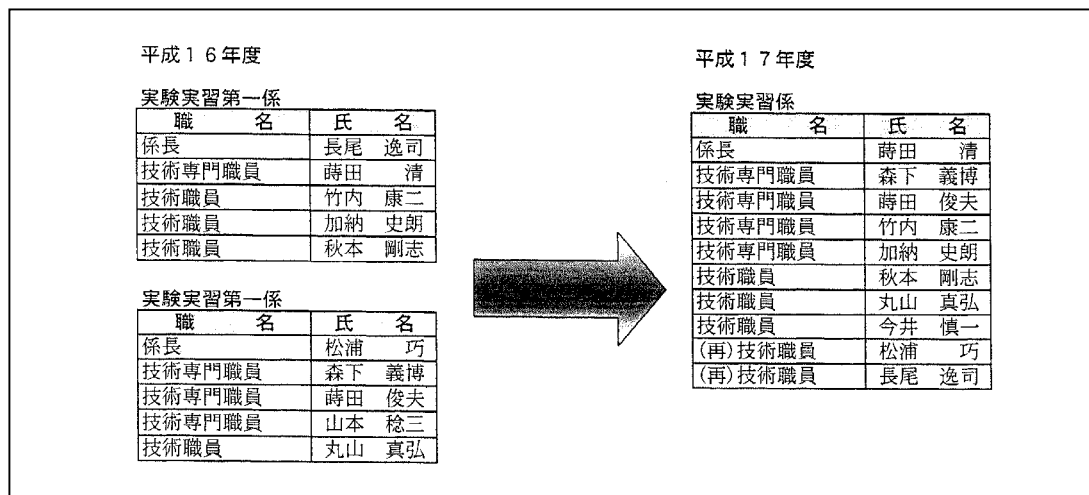 平成１６年度
実験実習第一係
職　名　氏　名
係長　長尾　逸司
技術専門職員　蒔田　清
技術職員　竹内　康二
技術職員　加納　史朗
技術職員　秋本　剛志
実験実習第一係
職　名　氏　名
係長　松浦　巧
技術専門職員　森下　義博
技術専門職員　蒔田　俊夫
技術専門職員　山本　稔三
技術職員　丸山　真弘
平成１７年度
実験実習係
職　名　氏　名
係長　蒔田　清
技術専門職員　森下　義博
技術専門職員　蒔田　俊夫
技術専門職員　竹内　康二
技術専門職員　加納　史朗
技術職員　秋本　剛志
技術職員　丸山　真弘
技術職員　今井　慎一
(再)技術職員　松浦　巧
(再)技術職員　長尾　逸司